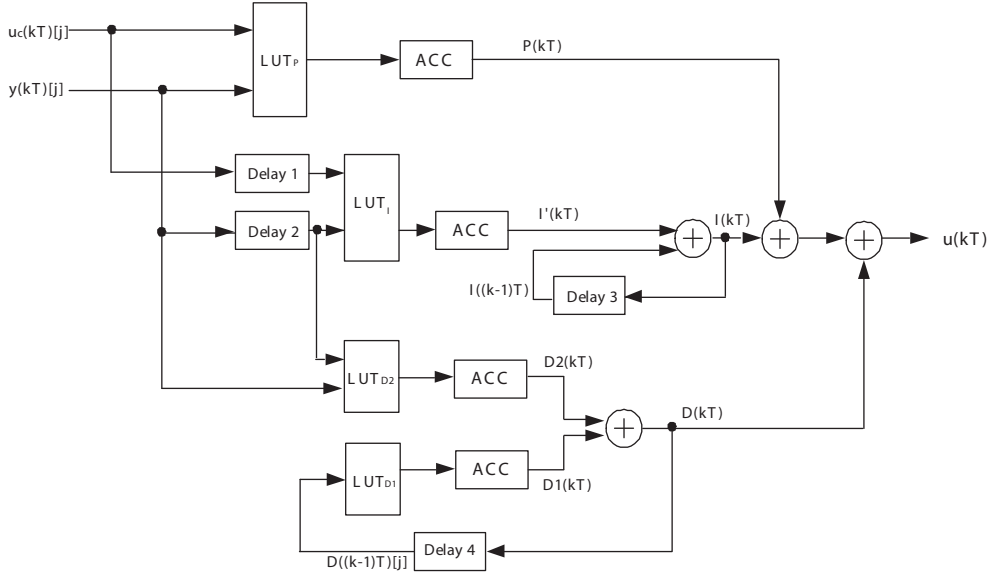 uc(kT)[j]
y(kT)[j]
LUTP
ACC
P(kT)
Delay 1
Delay 2
LUTI
ACC
I'(kT)
I(kT)
u(kT)
I((k-1)T)
Delay 3
LUTD2
ACC
D2(kT)
D(kT)
LUTD1
ACC
D1(kT)
D((k-1)T)[j]
Delay 4